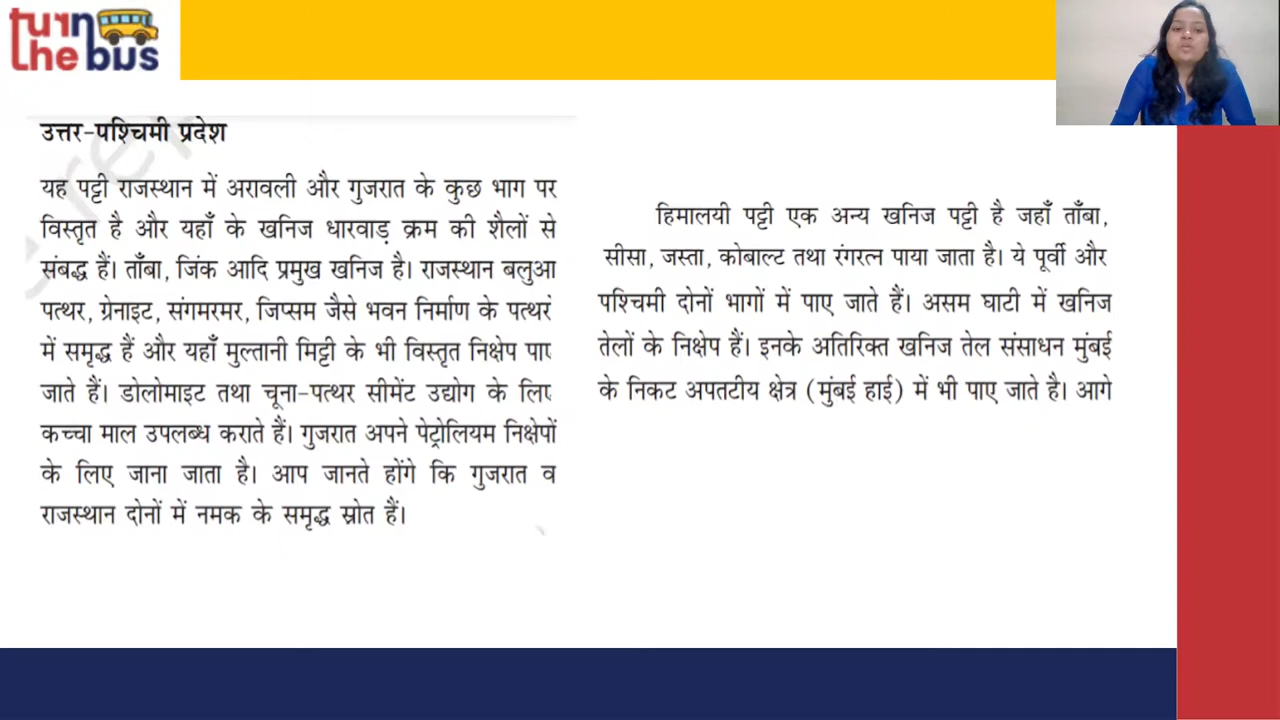 turn
the bus
उत्तर-पश्चिमी प्रदेश
यह पट्टी राजस्थान में अरावली और गुजरात के कुछ भाग पर
विस्तृत है और यहाँ के खनिज धारवाड़ क्रम की शैलों से
संबद्ध हैं। ताँबा, जिंक आदि प्रमुख खनिज है। राजस्थान बलुआ
पत्थर, ग्रेनाइट, संगमरमर, जिप्सम जैसे भवन निर्माण के पत्थरों
में समृद्ध हैं और यहाँ मुल्तानी मिट्टी के भी विस्तृत निक्षेप पाए
जाते हैं। डोलोमाइट तथा चूना-पत्थर सीमेंट उद्योग के लिए
कच्चा माल उपलब्ध कराते हैं। गुजरात अपने पेट्रोलियम निक्षेपों
के लिए जाना जाता है। आप जानते होंगे कि गुजरात व
राजस्थान दोनों में नमक के समृद्ध स्रोत हैं।
हिमालयी पट्टी एक अन्य खनिज पट्टी है जहाँ ताँबा,
सीसा, जस्ता, कोबाल्ट तथा रंगरत्न पाया जाता है। ये पूर्वी और
पश्चिमी दोनों भागों में पाए जाते हैं। असम घाटी में खनिज
तेलों के निक्षेप हैं। इनके अतिरिक्त खनिज तेल संसाधन मुंबई
के निकट अपतटीय क्षेत्र (मुंबई हाई) में भी पाए जाते है। आगे